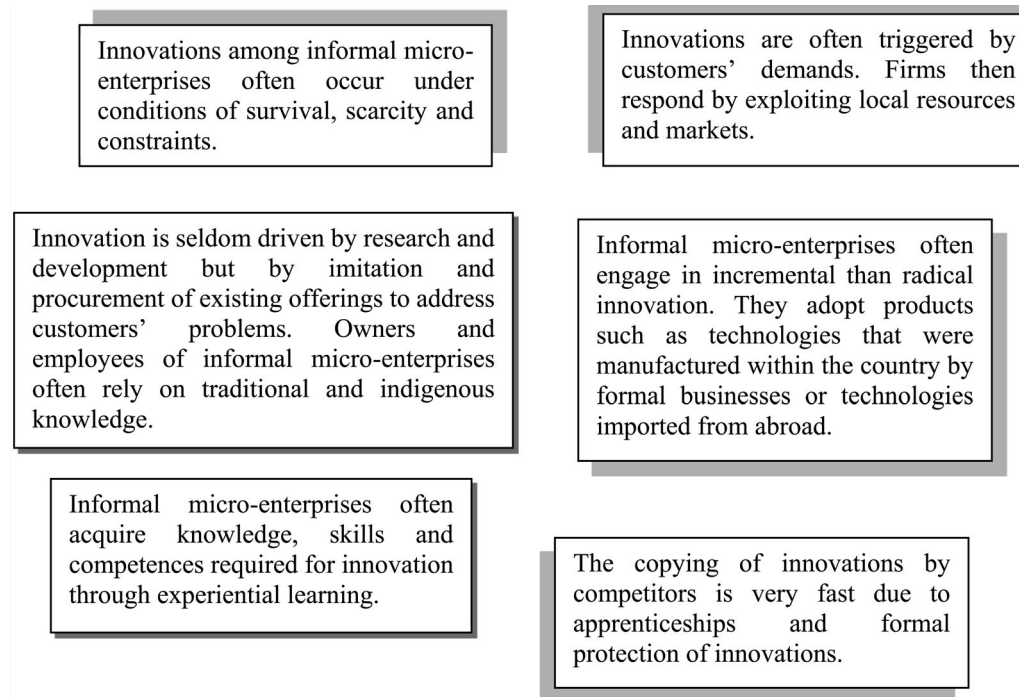 Innovations among informal micro-
enterprises often occur under
conditions of survival, scarcity and
constraints.
Innovations are often triggered by
customers’ demands. Firms then
respond by exploiting local resources
and markets.
Innovation is seldom driven by research and
development but by imitation and
procurement of existing offerings to address
customers’ problems. Owners and
employees of informal micro-enterprises
often rely on traditional and indigenous
knowledge.
Informal micro-enterprises often
engage in incremental than radical
innovation. They adopt products
such as technologies that were
manufactured within the country by
formal businesses or technologies
imported from abroad.
Informal micro-enterprises often
acquire knowledge, skills and
competences required for innovation
through experiential learning.
The copying of innovations by
competitors is very fast due to
apprenticeships and formal
protection of innovations.